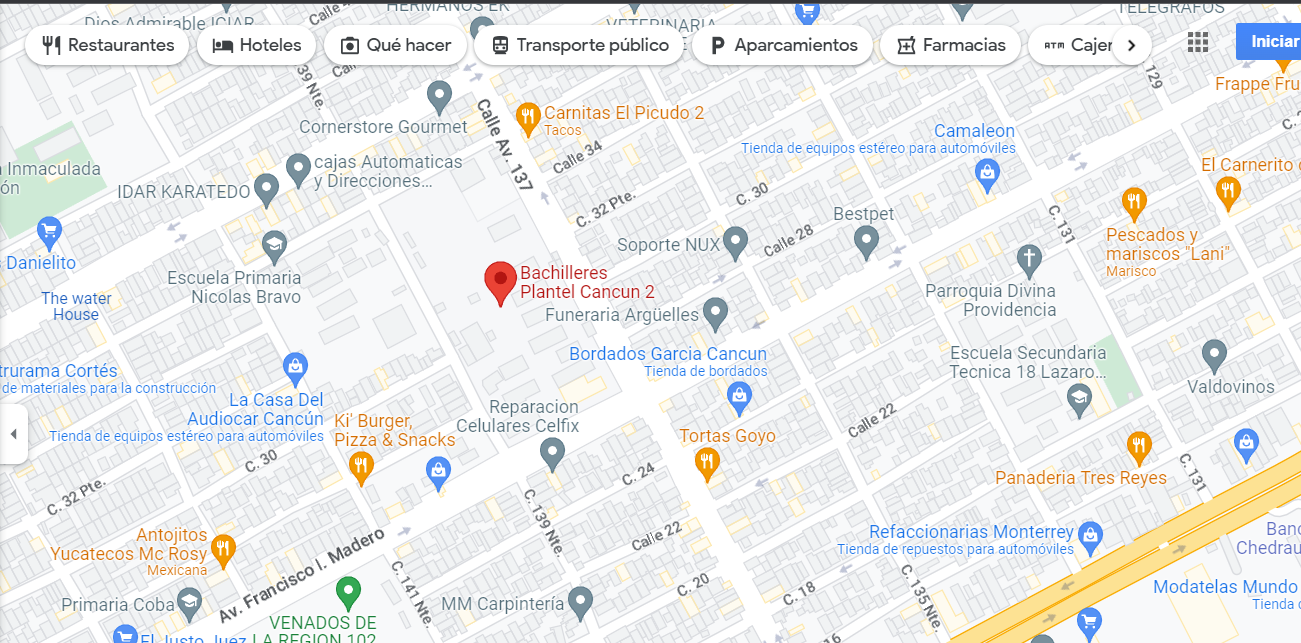 HERMANOS EK
TELEGRAFOS
Dios Admirable ICIAR
Calle
VETERINARIA
Restaurantes
Hoteles
Qué hacer
Transporte público
Aparcamientos
Farmacias
ATM Cajer
Iniciar
39 Nte.
129
Frappe Fru
Calle Av. 137
Carnitas El Picudo 2
Tacos
Cornerstore Gourmet
Camaleon
Tienda de equipos estéreo para automóviles
Calle 34
cajas Automaticas
y Direcciones...
Inmaculada
ón
IDAR KARATEDO
El Carnerito
C. 32 Pte.
C. 30
C. 131
Bestpet
Calle 28
Soporte NUX
Pescados y
mariscos "Lani"
Marisco
Danielito
Escuela Primaria
Nicolas Bravo
Bachilleres
Plantel Cancun 2
The water
House
Parroquia Divina
Providencia
Funeraria Argüelles
Bordados Garcia Cancun
Tienda de bordados
Escuela Secundaria
Tecnica 18 Lazaro...
trurama Cortés
de materiales para la construcción
Valdovinos
La Casa Del
Audiocar Cancún
Tienda de equipos estéreo para automóviles
Ki' Burger,
Pizza & Snacks
Reparacion
Celulares Celfix
Calle 22
Tortas Goyo
C. 30
C. 32 Pte.
C. 24
Panaderia Tres Reyes
C. 131
C. 139 Nte.
Calle 22
Antojitos
Yucatecos Mc Rosy
Mexicana
Av. Francisco I. Madero
Refaccionarias Monterrey
Tienda de repuestos para automóviles
Banc
Chedrau
C. 141 Nte.
C. 20
C. 18
C. 135 Nte.
Modatelas Mundo
Tienda
Primaria Coba
MM Carpintería
VENADOS DE
LA REGION 102
El Justo Juez
16